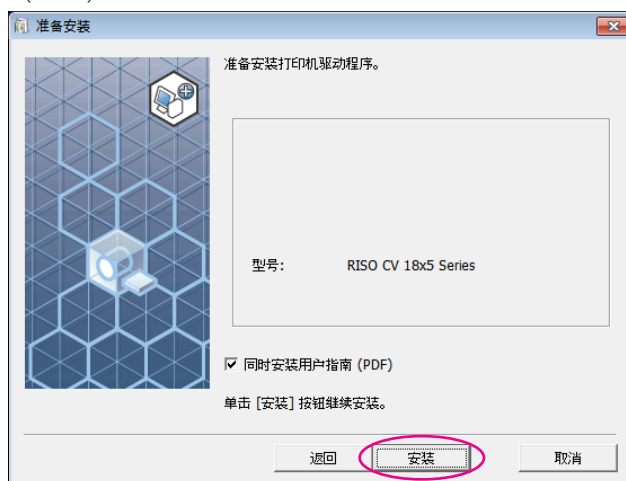 准备安装
准备安装打印机驱动程序。
型号: RISO CV 18x5 Series
同时安装用户指南 (PDF)
单击 [安装] 按钮继续安装。
返回 安装 取消